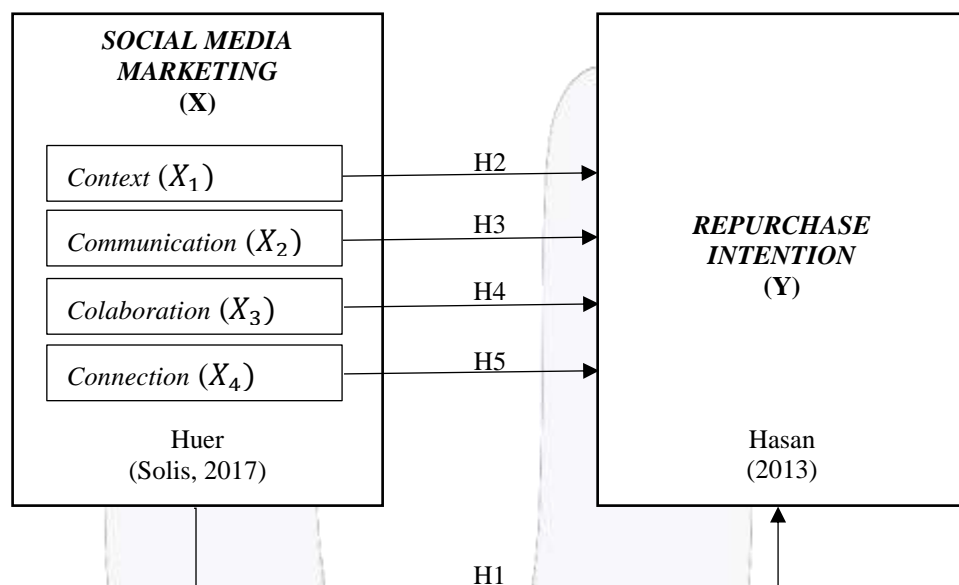 SOCIAL MEDIA
MARKETING
(X)
Context (X₁)
Communication (X₂)
Colaboration (X₃)
Connection (X₄)
Huer
(Solis, 2017)
H2
H3
H4
H5
REPURCHASE
INTENTION
(Y)
Hasan
(2013)
H1